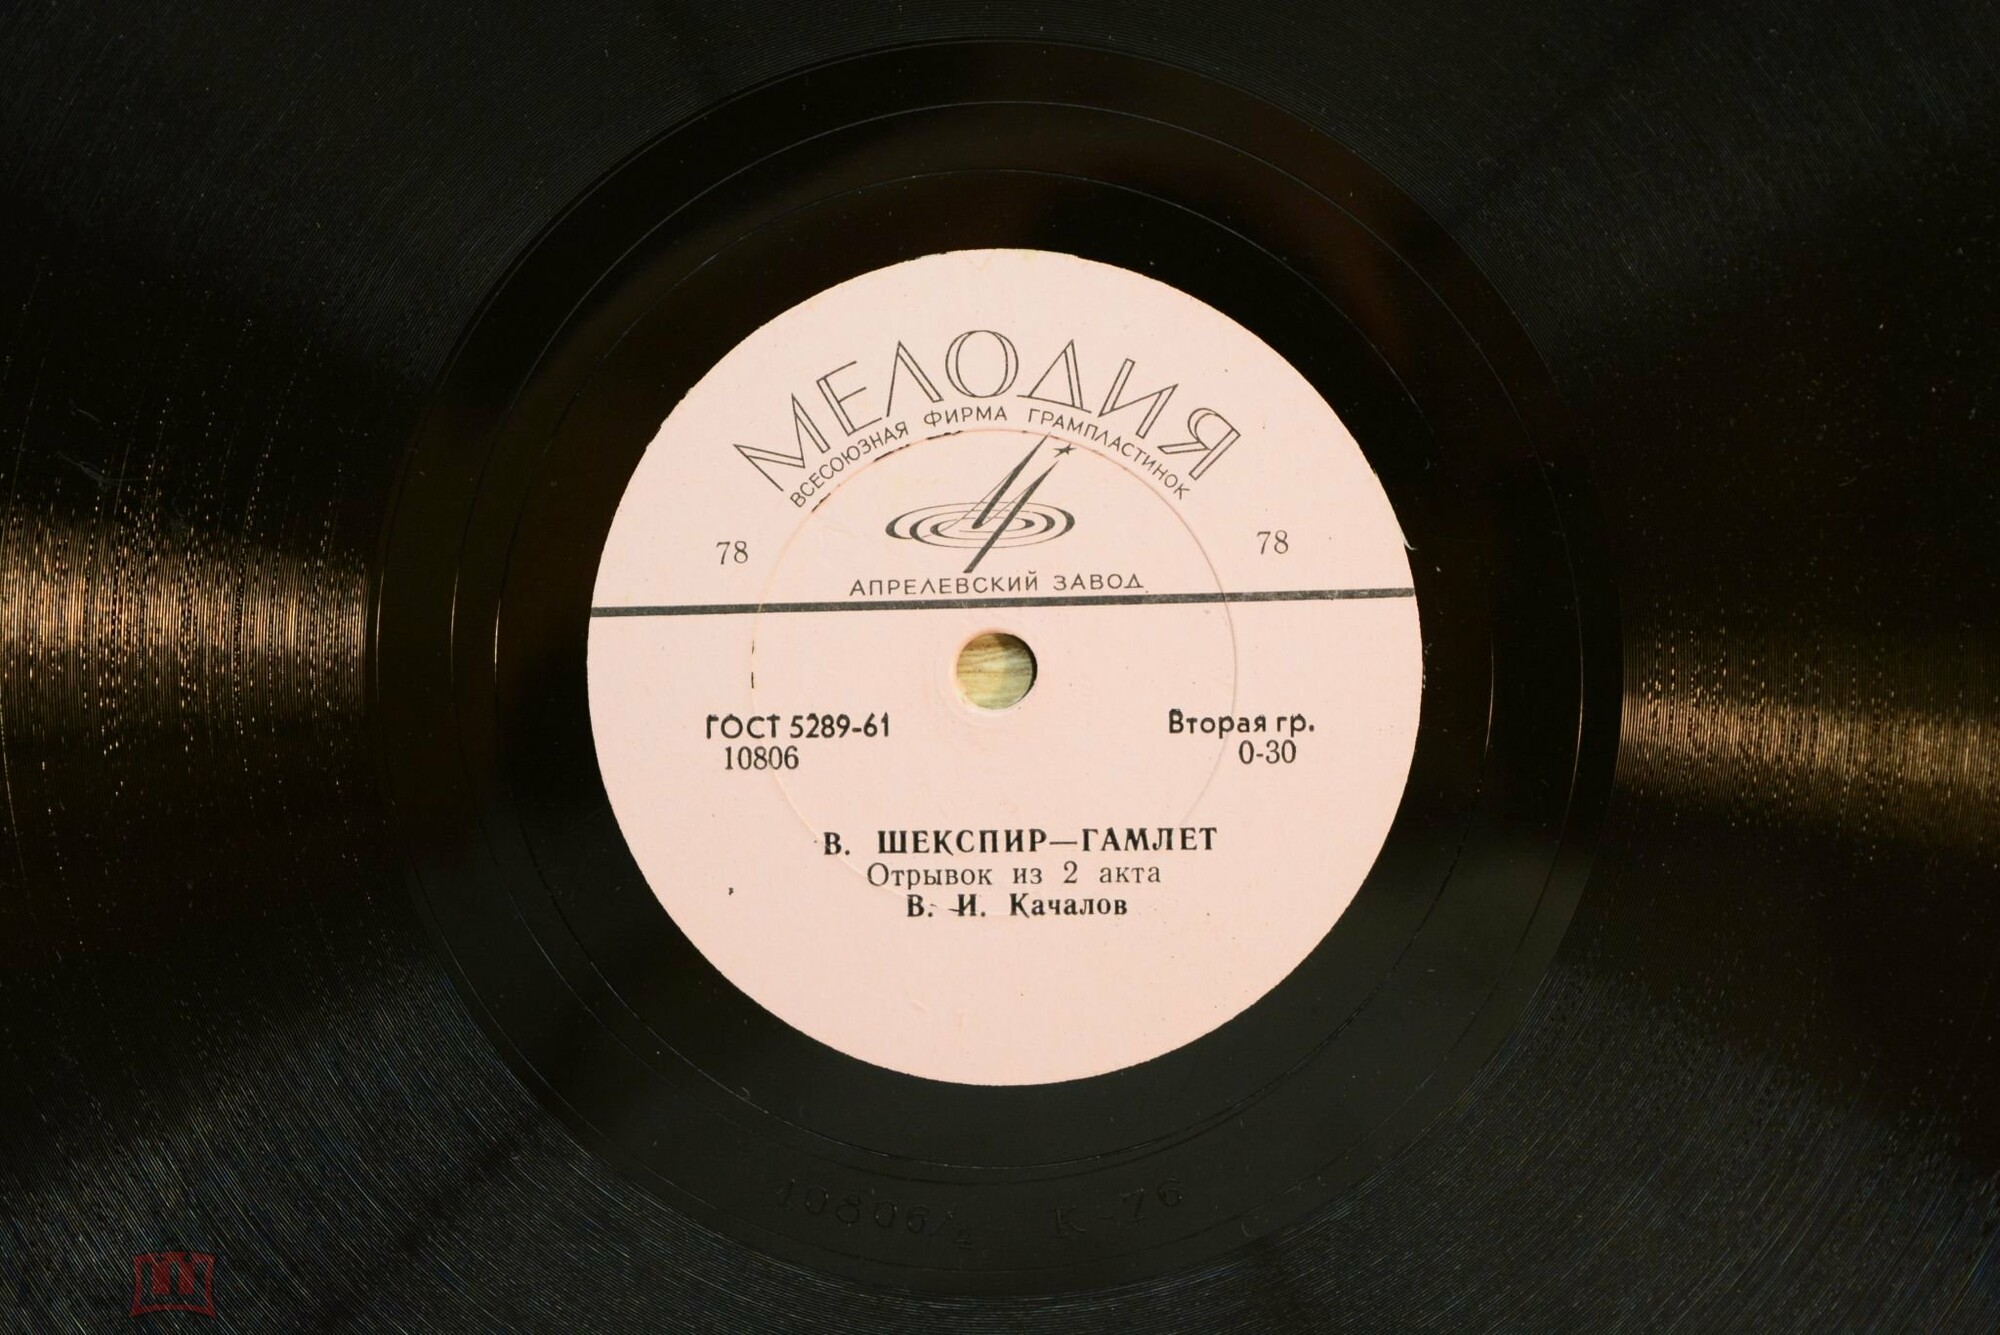 МЕЛОДИЯ
ВСЕСОЮЗНАЯ ФИРМА ГРАМПЛАСТИНОК
78 78
АПРЕЛЕВСКИЙ ЗАВОД
ГОСТ 5289-61 Вторая гр.
10806 0-30
В. ШЕКСПИР—ГАМЛЕТ
Отрывок из 2 акта
В. И. Качалов